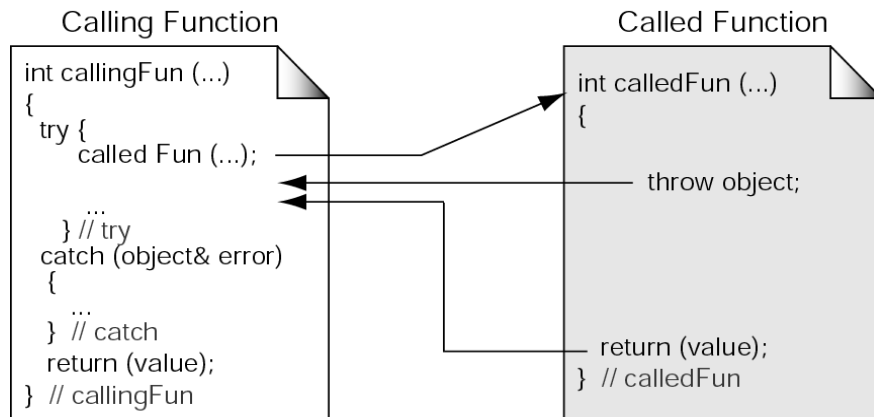 Calling Function
int callingFun (...)
{
try {
called Fun (...);
...
} // try
catch (object& error)
{
...
} // catch
return (value);
} // callingFun
Called Function
int calledFun (...)
{
throw object;
return (value);
} // calledFun